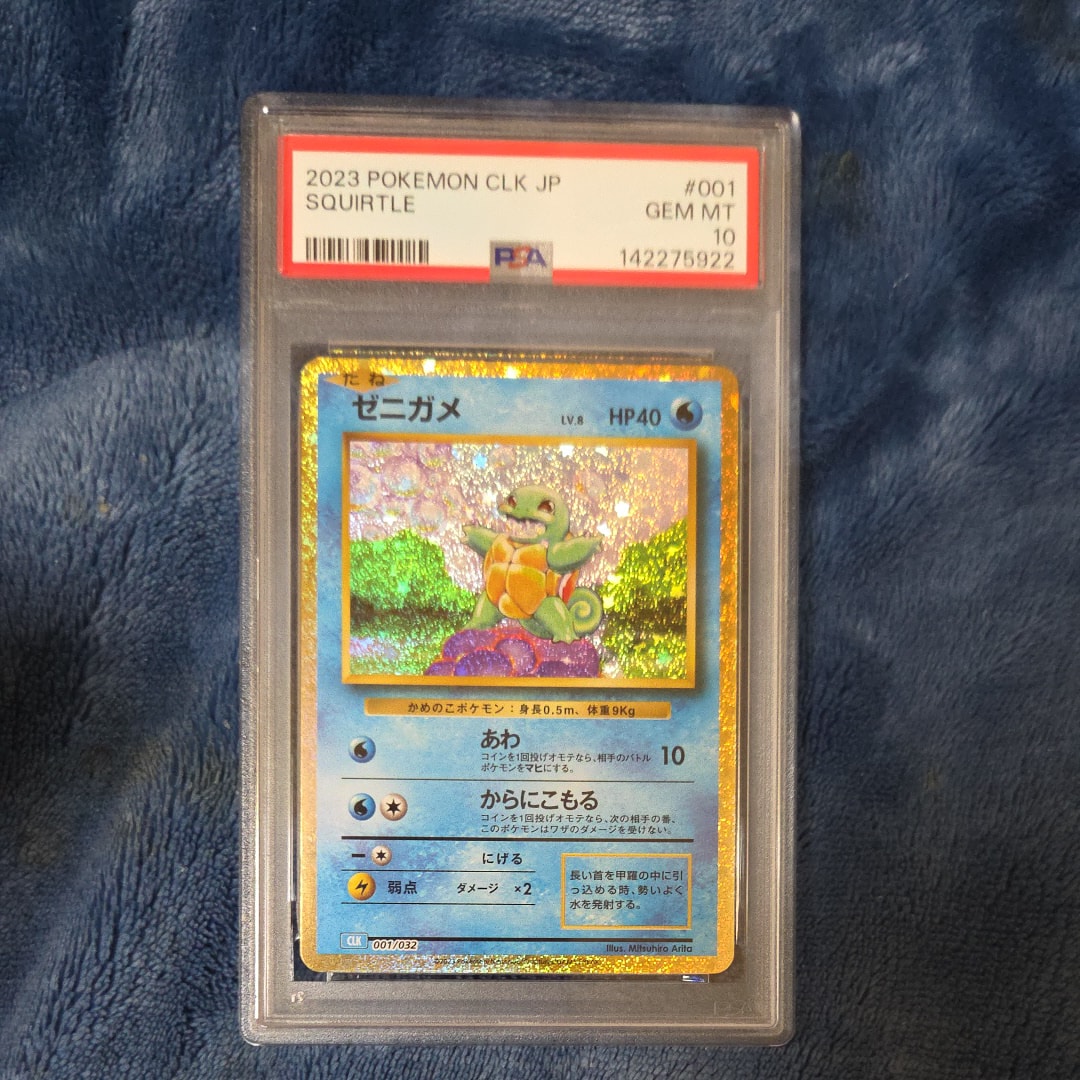 2023 POKEMON CLK JP #001
SQUIRTLE GEM MT
10
PSA 142275922
たね
ゼニガメ LV.8 HP40
かめのこポケモン：身長0.5m、体重9Kg
あわ 10
コインを1回投げオモテなら、相手のバトル
ポケモンをマヒにする。
からにこもる
コインを1回投げオモテなら、次の相手の番、
このポケモンはワザのダメージを受けない。
にげる
弱点 ダメージ ×2
長い首を甲羅の中に引
っ込める時、勢いよく
水を発射する。
CLK 001/032
Illus. Mitsuhiro Arita